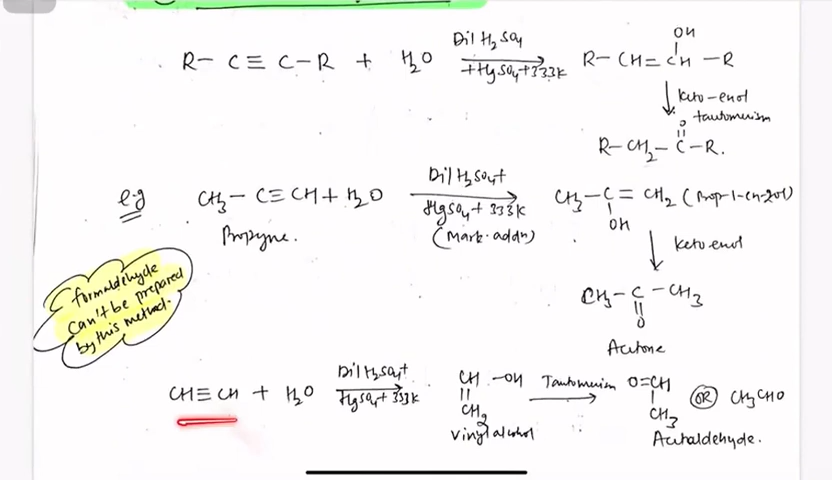 R- C≡ C-R + H₂O Dil H₂SO₄ +HgSO₄+333K R- CH=CH-R
OH
Keto-enol
tautomerism
R-CH₂-C-R.
O
e.g CH₃-C≡CH+H₂O Dil H₂SO₄+ HgSO₄+ 333K (Mark. addn) CH₃-C=CH₂ (Prop-1-en-2ol)
OH
Propyne.
Keto enol
formaldehyde
can't be prepared
by this method.
CH₃-C-CH₃
O
Acetone
CH≡CH + H₂O Dil H₂SO₄+ HgSO₄+ 333K CH-OH Tautomerism O=CH OR CH₃CHO
CH₂ CH₃
Vinyl alcohol Acetaldehyde.